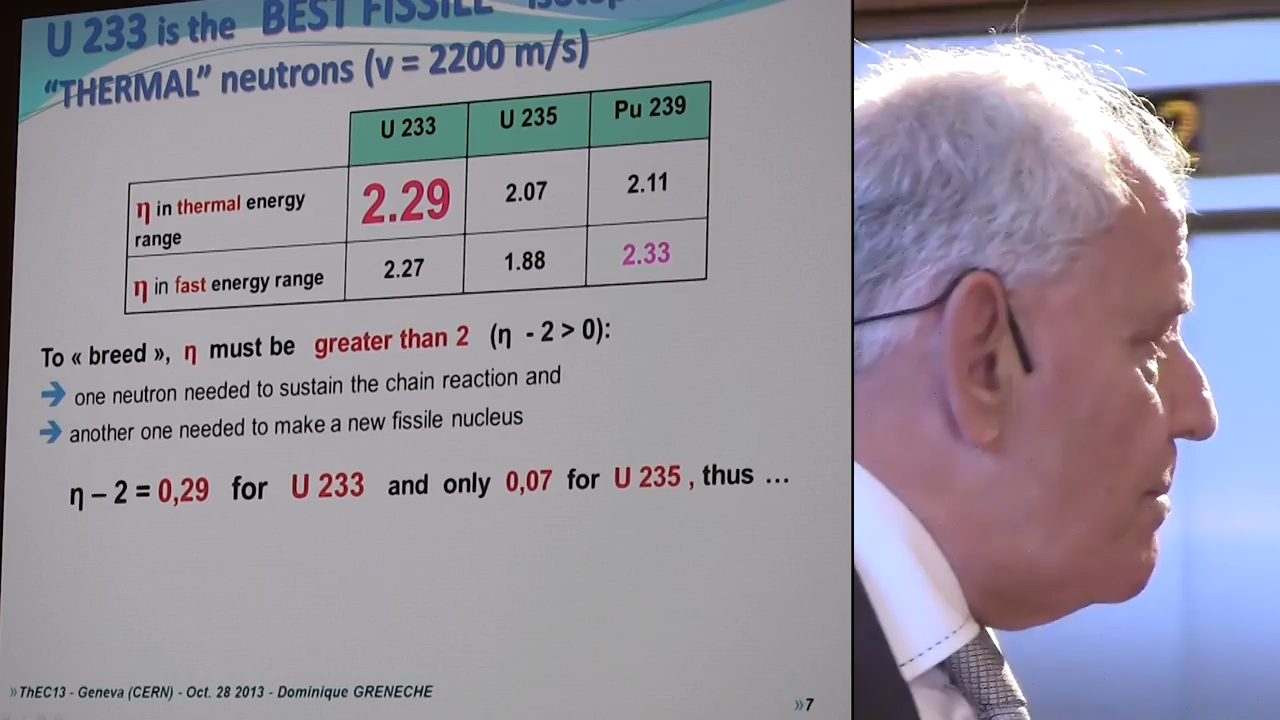 U 233 is the BEST FISSILE
“THERMAL” neutrons (v = 2200 m/s)
U 233 U 235 Pu 239
η in thermal energy range 2.29 2.07 2.11
η in fast energy range 2.27 1.88 2.33
To « breed », η must be greater than 2 (η - 2 > 0):
one neutron needed to sustain the chain reaction and
another one needed to make a new fissile nucleus
η – 2 = 0,29 for U 233 and only 0,07 for U 235 , thus ...
»ThEC13 - Geneva (CERN) - Oct. 28 2013 - Dominique GRENECHE
»7
2